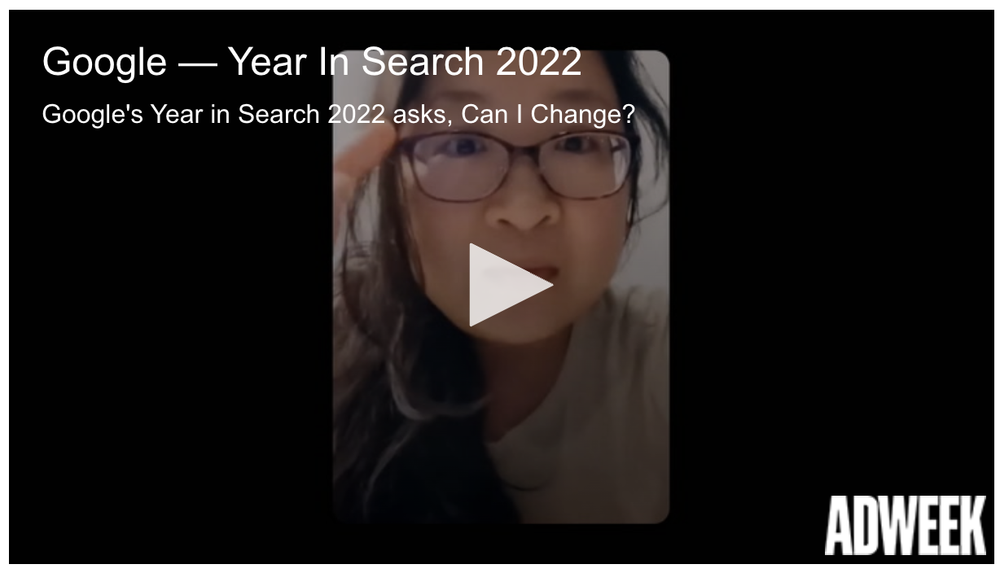 Google — Year In Search 2022
Google's Year in Search 2022 asks, Can I Change?
ADWEEK